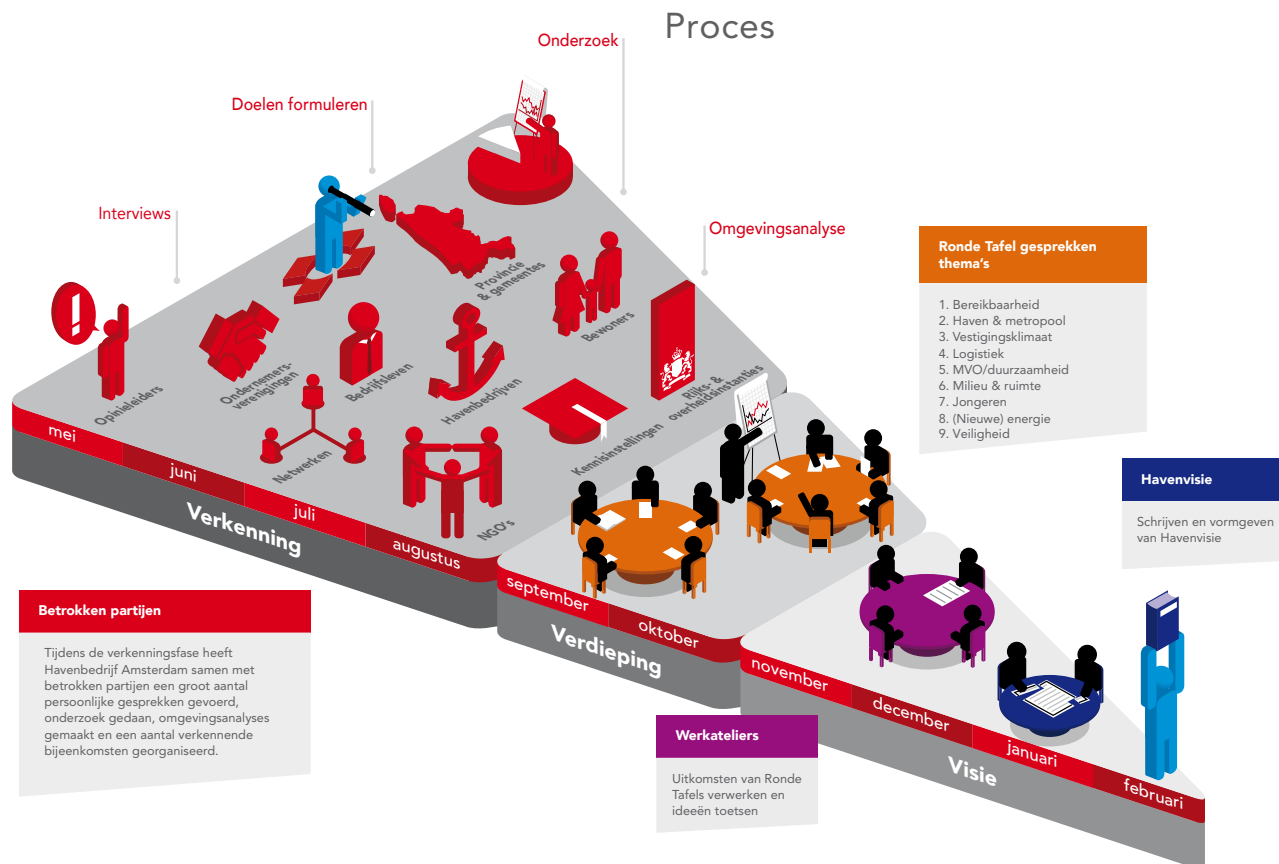 Proces
Onderzoek
Doelen formuleren
Interviews
Omgevingsanalyse
Provincie
& gemeentes
Bewoners
Opinieleiders
Ondernemers-
verenigingen
Bedrijfsleven
Havenbedrijven
Rijks- &
overheidsinstanties
Netwerken
Kennisinstellingen
NGO's
mei
juni
juli
augustus
Verkenning
september
oktober
Verdieping
november
december
januari
februari
Visie
Ronde Tafel gesprekken
thema's
1. Bereikbaarheid
2. Haven & metropool
3. Vestigingsklimaat
4. Logistiek
5. MVO/duurzaamheid
6. Milieu & ruimte
7. Jongeren
8. (Nieuwe) energie
9. Veiligheid
Havenvisie
Schrijven en vormgeven
van Havenvisie
Betrokken partijen
Tijdens de verkenningsfase heeft
Havenbedrijf Amsterdam samen met
betrokken partijen een groot aantal
persoonlijke gesprekken gevoerd,
onderzoek gedaan, omgevingsanalyses
gemaakt en een aantal verkennende
bijeenkomsten georganiseerd.
Werkateliers
Uitkomsten van Ronde
Tafels verwerken en
ideeën toetsen